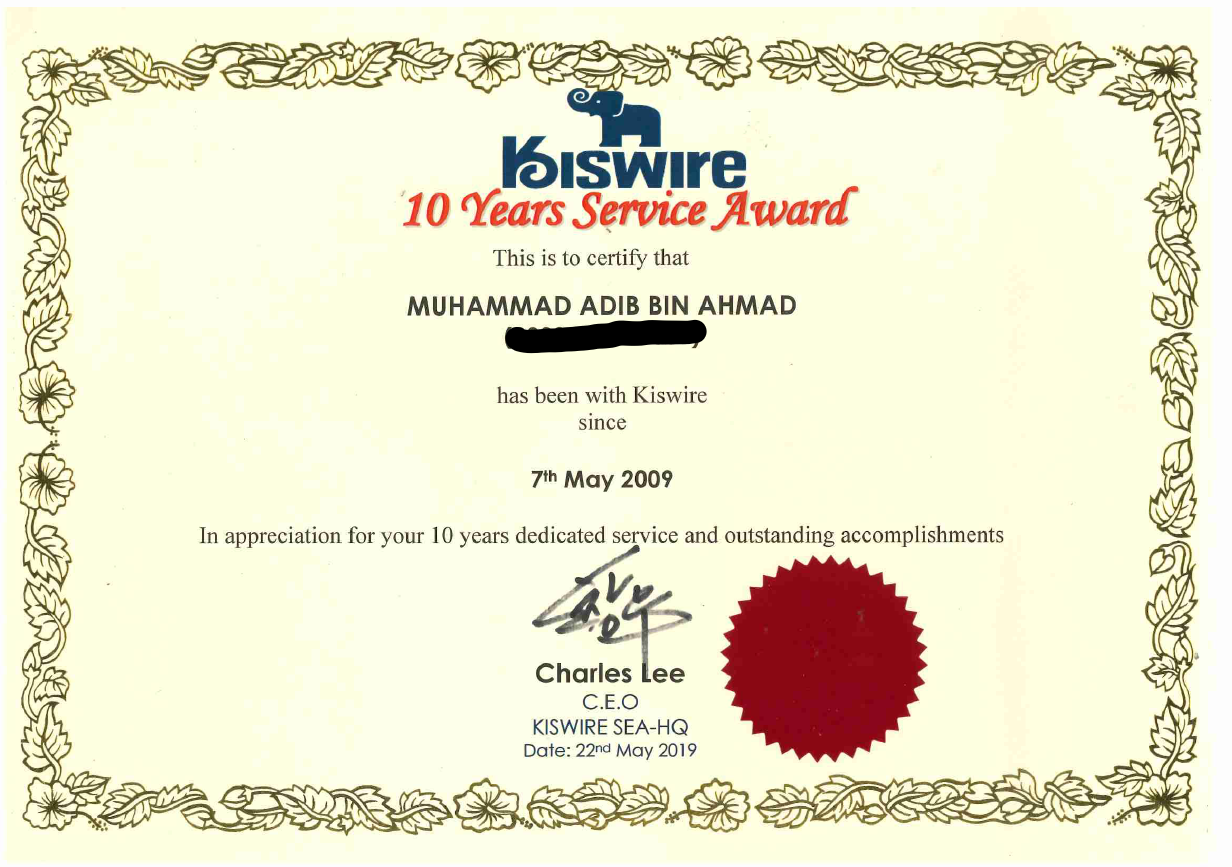 Kiswire
10 Years Service Award
This is to certify that
MUHAMMAD ADIB BIN AHMAD
has been with Kiswire
since
7th May 2009
In appreciation for your 10 years dedicated service and outstanding accomplishments
Charles Lee
C.E.O
KISWIRE SEA-HQ
Date: 22nd May 2019